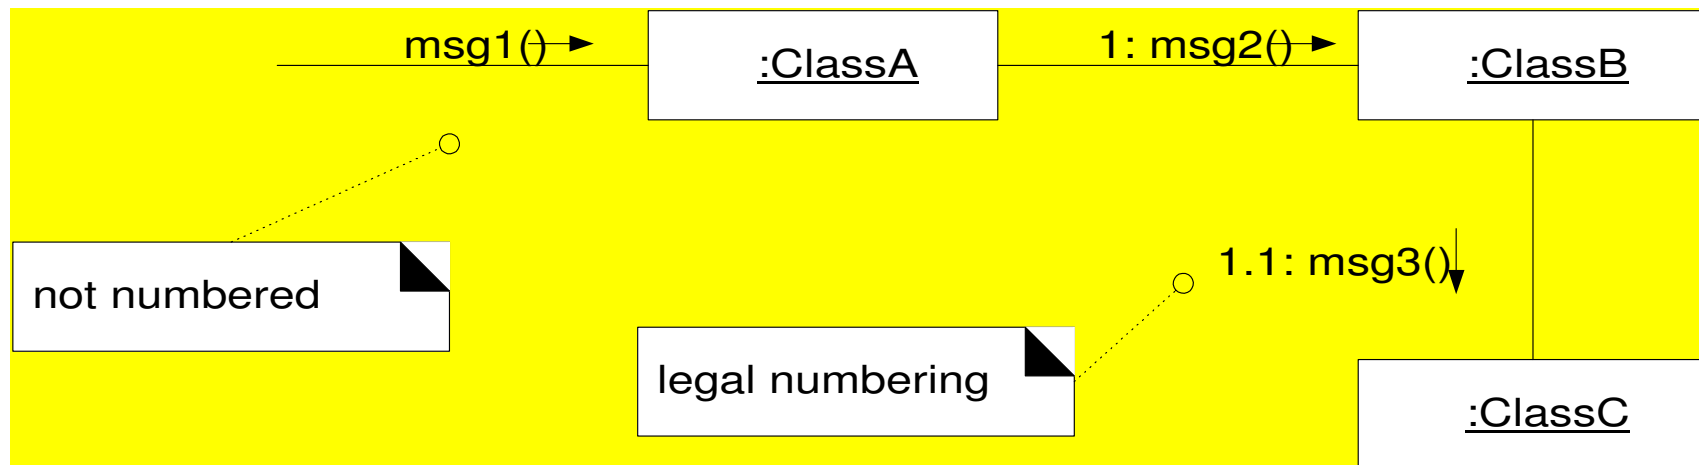 msg1()
:ClassA
1: msg2()
:ClassB
1.1: msg3()
not numbered
legal numbering
:ClassC